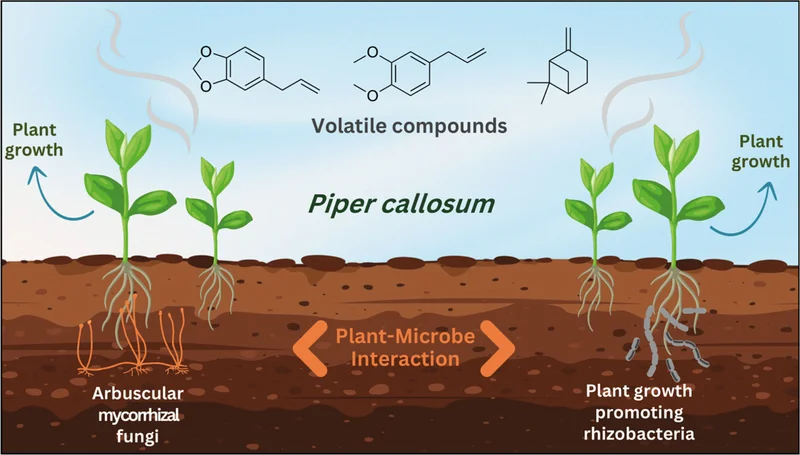 O
O
O
O
Volatile compounds
Plant
growth
Plant
growth
Piper callosum
Plant-Microbe
Interaction
Arbuscular
mycorrhizal
fungi
Plant growth
promoting
rhizobacteria